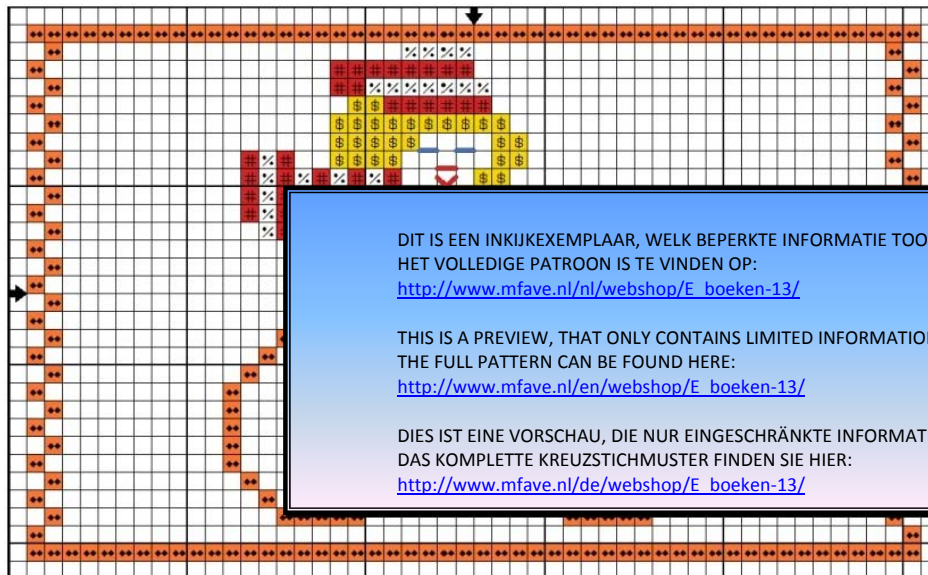 DIT IS EEN INKIJKEXEMPLAAR, WELK BEPERKTE INFORMATIE TOO
HET VOLLEDIGE PATROON IS TE VINDEN OP:
http://www.mfave.nl/nl/webshop/E_boeken-13/
THIS IS A PREVIEW, THAT ONLY CONTAINS LIMITED INFORMATION
THE FULL PATTERN CAN BE FOUND HERE:
http://www.mfave.nl/en/webshop/E_boeken-13/
DIES IST EINE VORSCHAU, DIE NUR EINGESCHRÄNKTE INFORMAT
DAS KOMPLETTE KREUZSTICHMUSTER FINDEN SIE HIER:
http://www.mfave.nl/de/webshop/E_boeken-13/